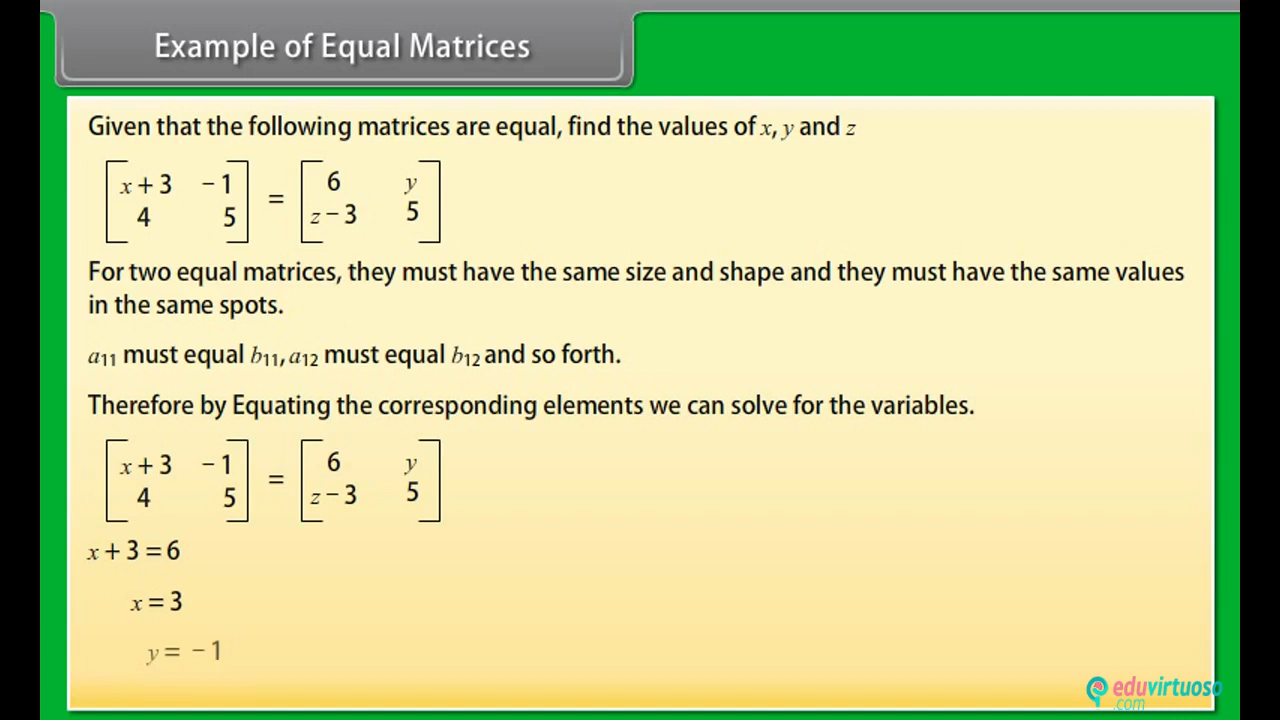 Example of Equal Matrices
Given that the following matrices are equal, find the values of x, y and z
[x + 3 − 1] = [6 y]
[4 5] [z − 3 5]
For two equal matrices, they must have the same size and shape and they must have the same values
in the same spots.
a₁₁ must equal b₁₁, a₁₂ must equal b₁₂ and so forth.
Therefore by Equating the corresponding elements we can solve for the variables.
[x + 3 − 1] = [6 y]
[4 5] [z − 3 5]
x + 3 = 6
x = 3
y = − 1
eduvirtuoso
.com